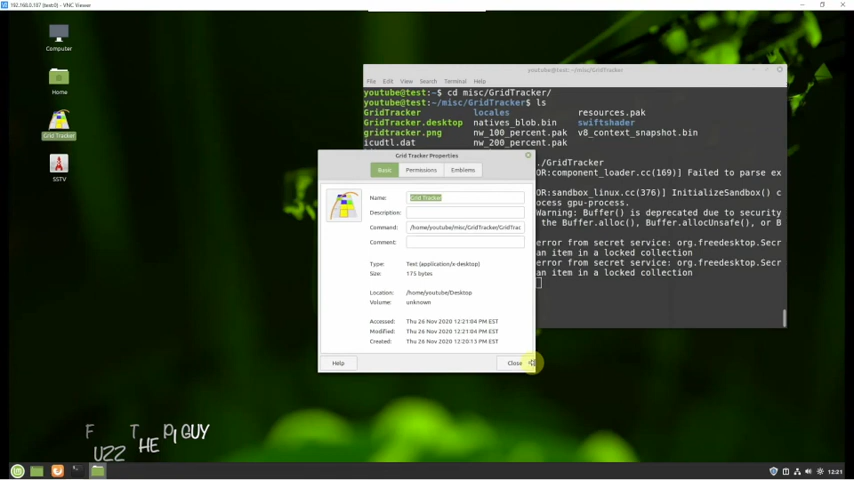 192.168.0.187 (test:0) - VNC Viewer
Computer
Home
Grid Tracker
SSTV
youtube@test: ~/misc/GridTracker
File Edit View Search Terminal Help
youtube@test:~$ cd misc/GridTracker/
youtube@test:~/misc/GridTracker$ ls
GridTracker locales resources.pak
GridTracker.desktop natives_blob.bin swiftshader
gridtracker.png nw_100_percent.pak v8_context_snapshot.bin
icudtl.dat nw_200_percent.pak
./GridTracker
OR:component_loader.cc(169)] Failed to parse ex
OR:sandbox_linux.cc(376)] InitializeSandbox() c
ocess gpu-process.
Warning: Buffer() is deprecated due to security
the Buffer.alloc(), Buffer.allocUnsafe(), or B
error from secret service: org.freedesktop.Secr
an item in a locked collection
error from secret service: org.freedesktop.Secr
an item in a locked collection
Grid Tracker Properties
Basic Permissions Emblems
Name: Grid Tracker
Description:
Command: /home/youtube/misc/GridTracker/GridTrac
Comment:
Type: Text (application/x-desktop)
Size: 175 bytes
Location: /home/youtube/Desktop
Volume: unknown
Accessed: Thu 26 Nov 2020 12:21:04 PM EST
Modified: Thu 26 Nov 2020 12:21:04 PM EST
Created: Thu 26 Nov 2020 12:20:13 PM EST
Help Close
F T PI GUY
UZZ HE
12:21